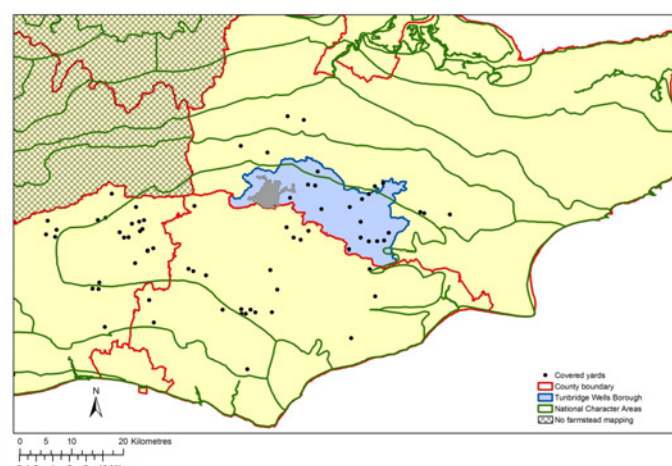 Covered yards
County boundary
Tunbridge Wells Borough
National Character Areas
No farmstead mapping
N
0 5 10 20 Kilometres